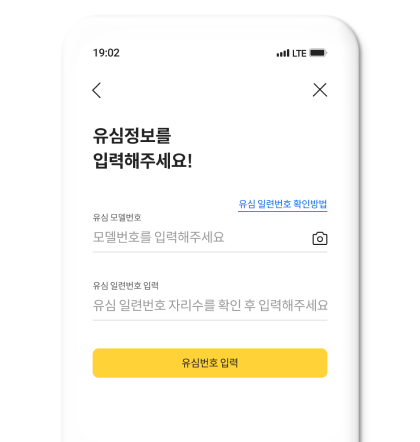 19:02
LTE
유심정보를
입력해주세요!
유심 일련번호 확인방법
유심 모델번호
모델번호를 입력해주세요
유심 일련번호 입력
유심 일련번호 자리수를 확인 후 입력해주세요
유심번호 입력